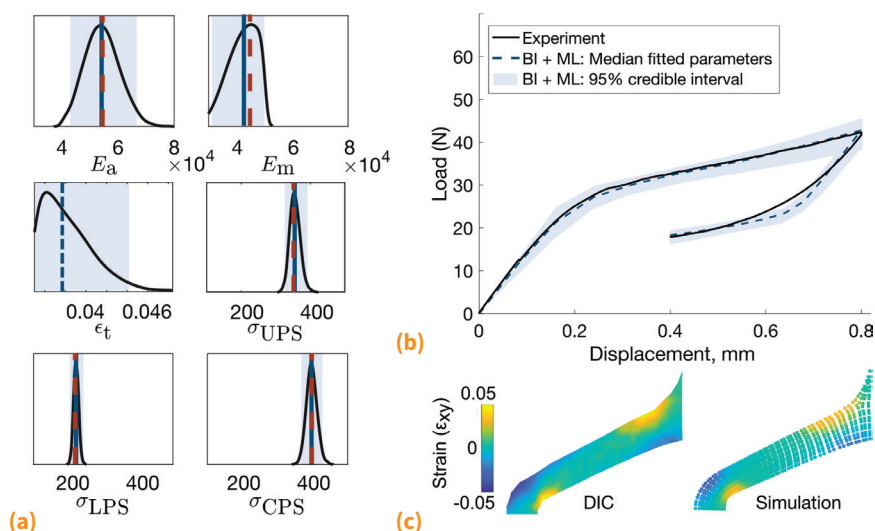 4 6 8
E_a × 10^4
4 6 8
E_m × 10^4
0.04 0.046
ϵ_t
200 400
σ_UPS
200 400
σ_LPS
200 400
σ_CPS
(a)
Experiment
BI + ML: Median fitted parameters
BI + ML: 95% credible interval
Load (N)
70
60
50
40
30
20
10
0
0 0.2 0.4 0.6 0.8
Displacement, mm
(b)
Strain (εxy)
0.05
0
-0.05
DIC
Simulation
(c)